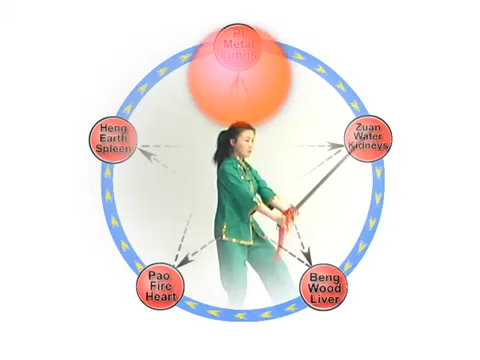 Pi
Metal
Lungs
Heng
Earth
Spleen
Zuan
Water
Kidneys
Pao
Fire
Heart
Beng
Wood
Liver